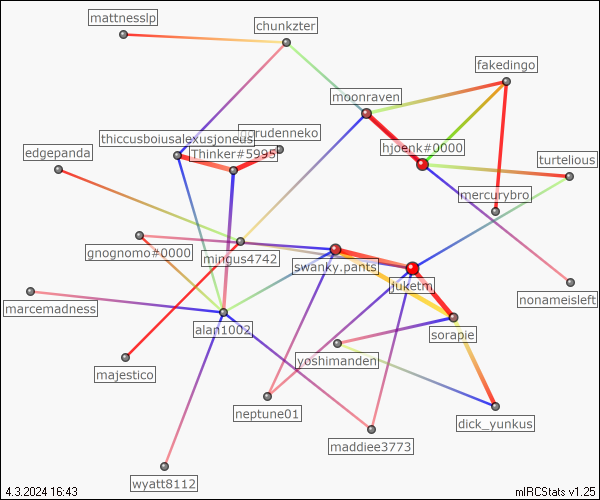 mattnesslp
chunkzter
fakedingo
moonraven
thiccusboiusalexusjoneus
hjoenk#0000
edgepanda
Thinker#5995
turtelious
mercurybro
gnognomo#0000
mingus4742
swanky.pants
juketm
nonameisleft
marcemadness
alan1002
sorapie
yoshimanden
majestico
neptune01
dick_yunkus
maddiee3773
wyatt8112
4.3.2024 16:43
mIRCStats v1.25